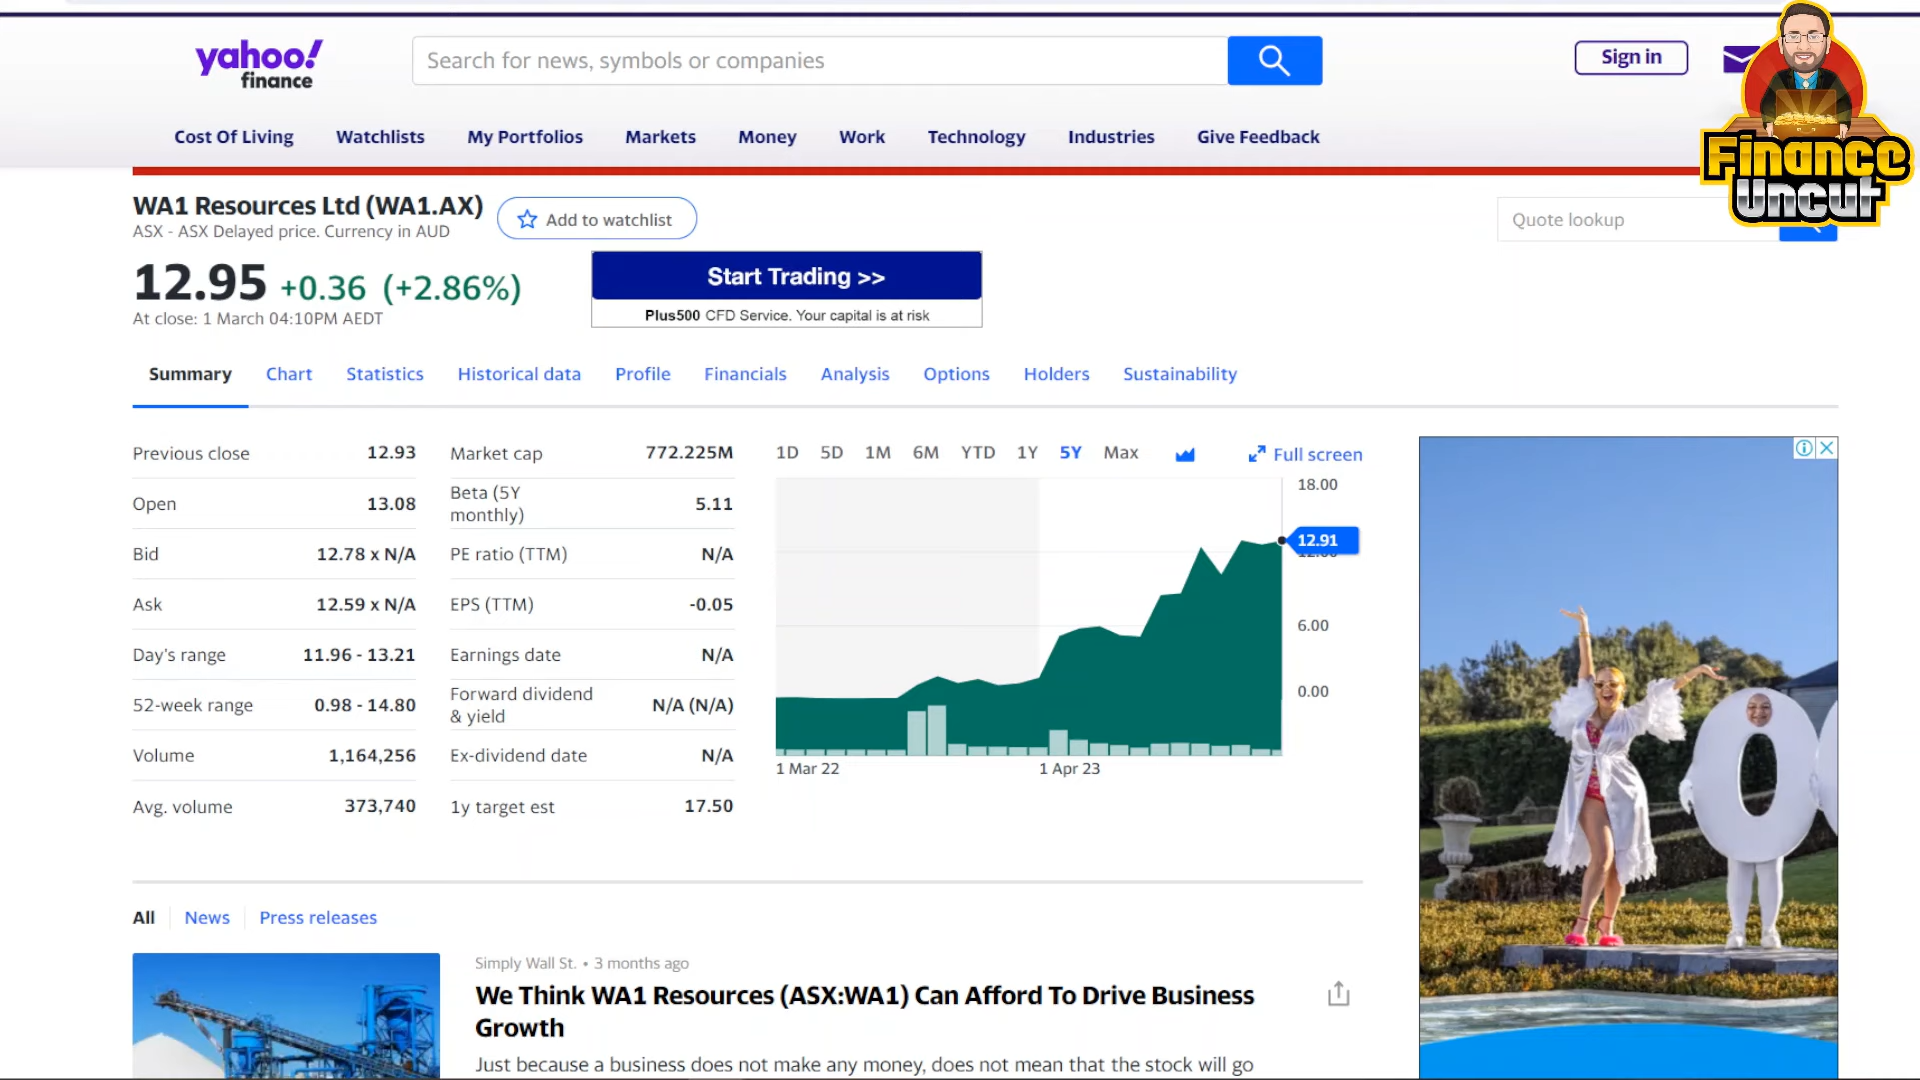 yahoo!
finance
Search for news, symbols or companies
Sign in
Cost Of Living
Watchlists
My Portfolios
Markets
Money
Work
Technology
Industries
Give Feedback
Finance
Uncut
WA1 Resources Ltd (WA1.AX)
Add to watchlist
Quote lookup
ASX - ASX Delayed price. Currency in AUD
12.95 +0.36 (+2.86%)
At close: 1 March 04:10PM AEDT
Start Trading >>
Plus500 CFD Service. Your capital is at risk
Summary
Chart
Statistics
Historical data
Profile
Financials
Analysis
Options
Holders
Sustainability
Previous close 12.93
Open 13.08
Bid 12.78 x N/A
Ask 12.59 x N/A
Day's range 11.96 - 13.21
52-week range 0.98 - 14.80
Volume 1,164,256
Avg. volume 373,740
Market cap 772.225M
Beta (5Y
monthly) 5.11
PE ratio (TTM) N/A
EPS (TTM) -0.05
Earnings date N/A
Forward dividend
& yield N/A (N/A)
Ex-dividend date N/A
1y target est 17.50
1D 5D 1M 6M YTD 1Y 5Y Max
Full screen
18.00
12.91
12.00
6.00
0.00
1 Mar 22
1 Apr 23
All
News
Press releases
Simply Wall St. • 3 months ago
We Think WA1 Resources (ASX:WA1) Can Afford To Drive Business
Growth
Just because a business does not make any money, does not mean that the stock will go